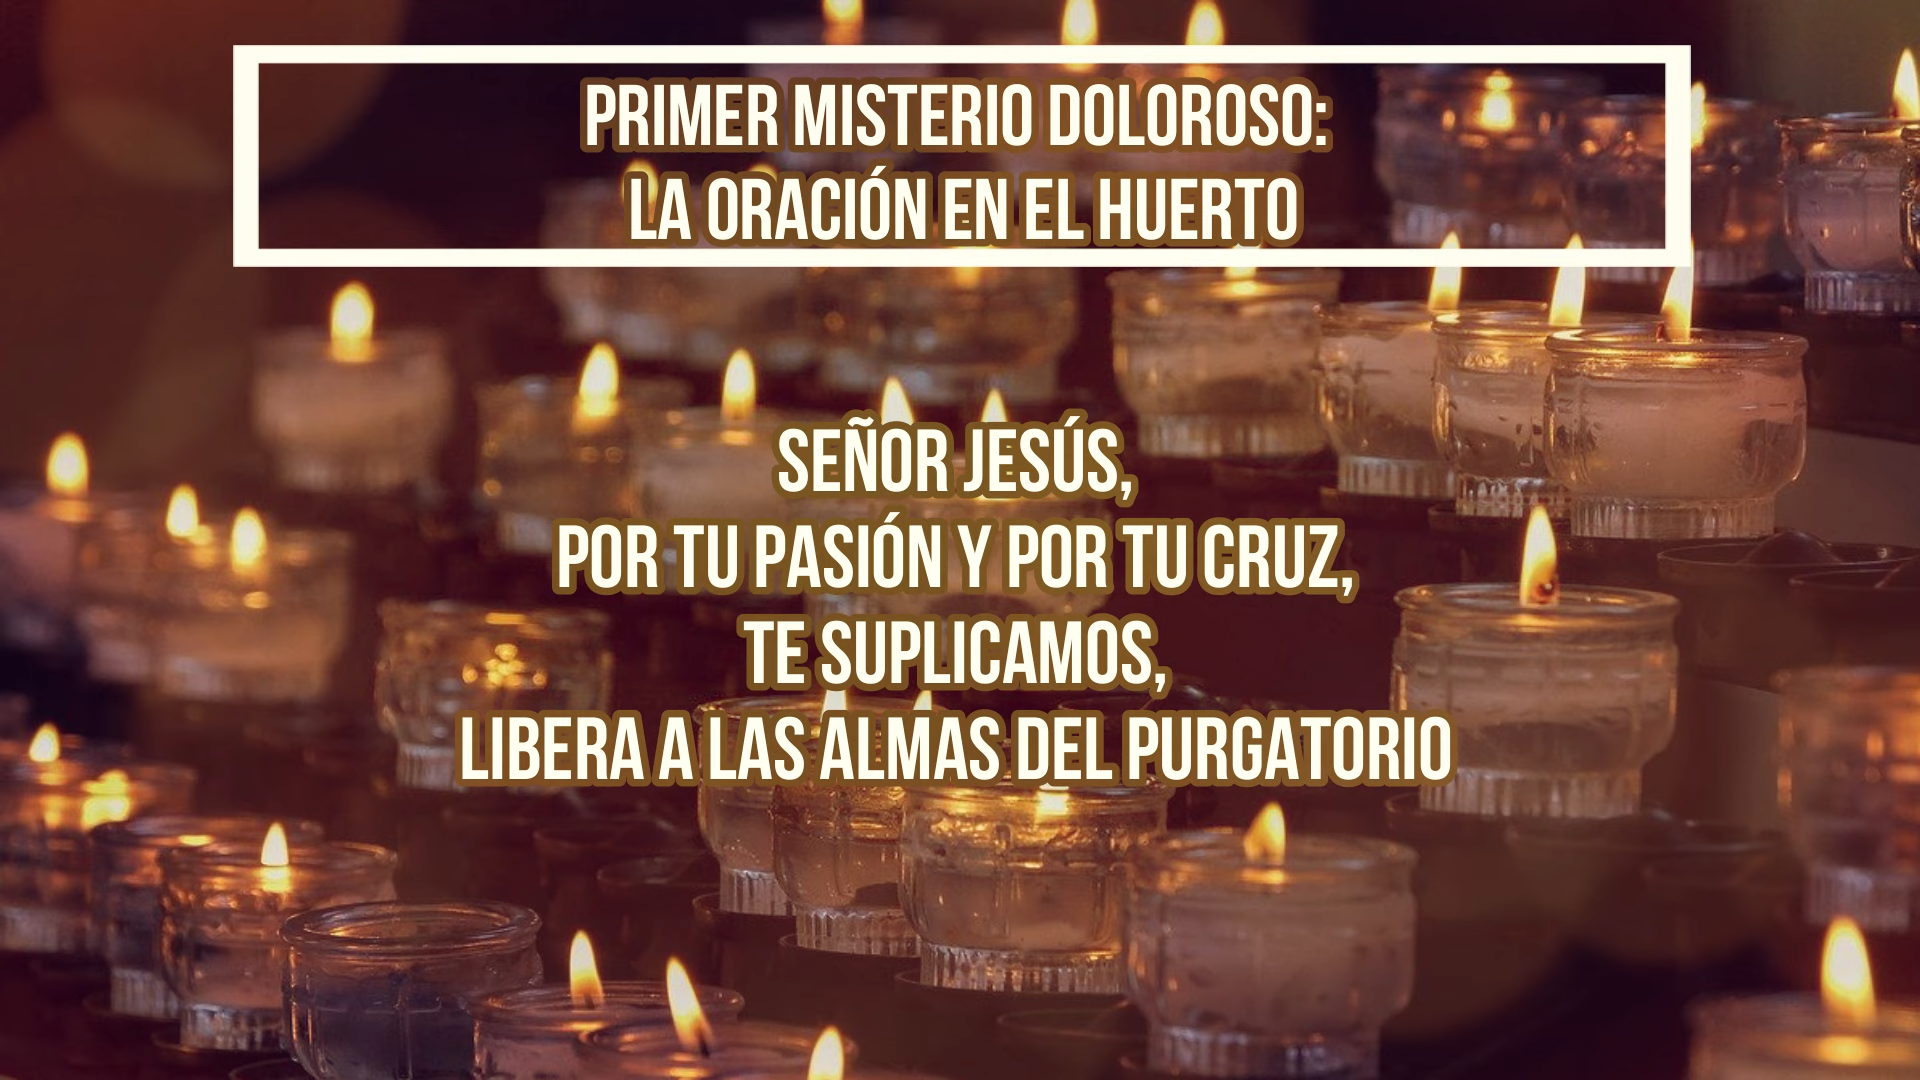 PRIMER MISTERIO DOLOROSO:
LA ORACIÓN EN EL HUERTO
SEÑOR JESÚS,
POR TU PASIÓN Y POR TU CRUZ,
TE SUPLICAMOS,
LIBERA A LAS ALMAS DEL PURGATORIO